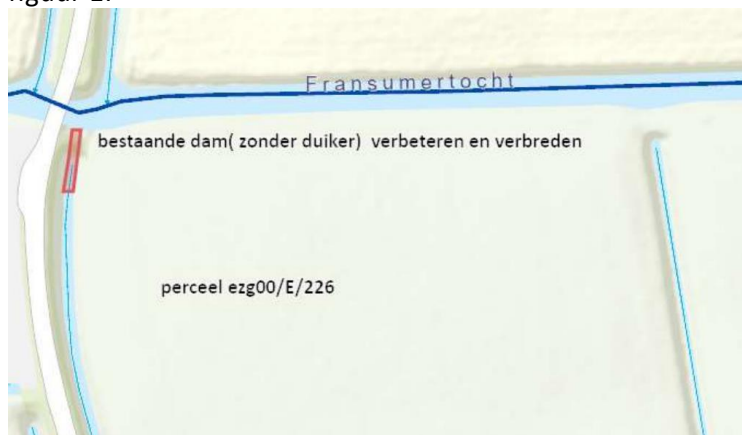 Fransumertocht
bestaande dam( zonder duiker) verbeteren en verbreden
perceel ezg00/E/226